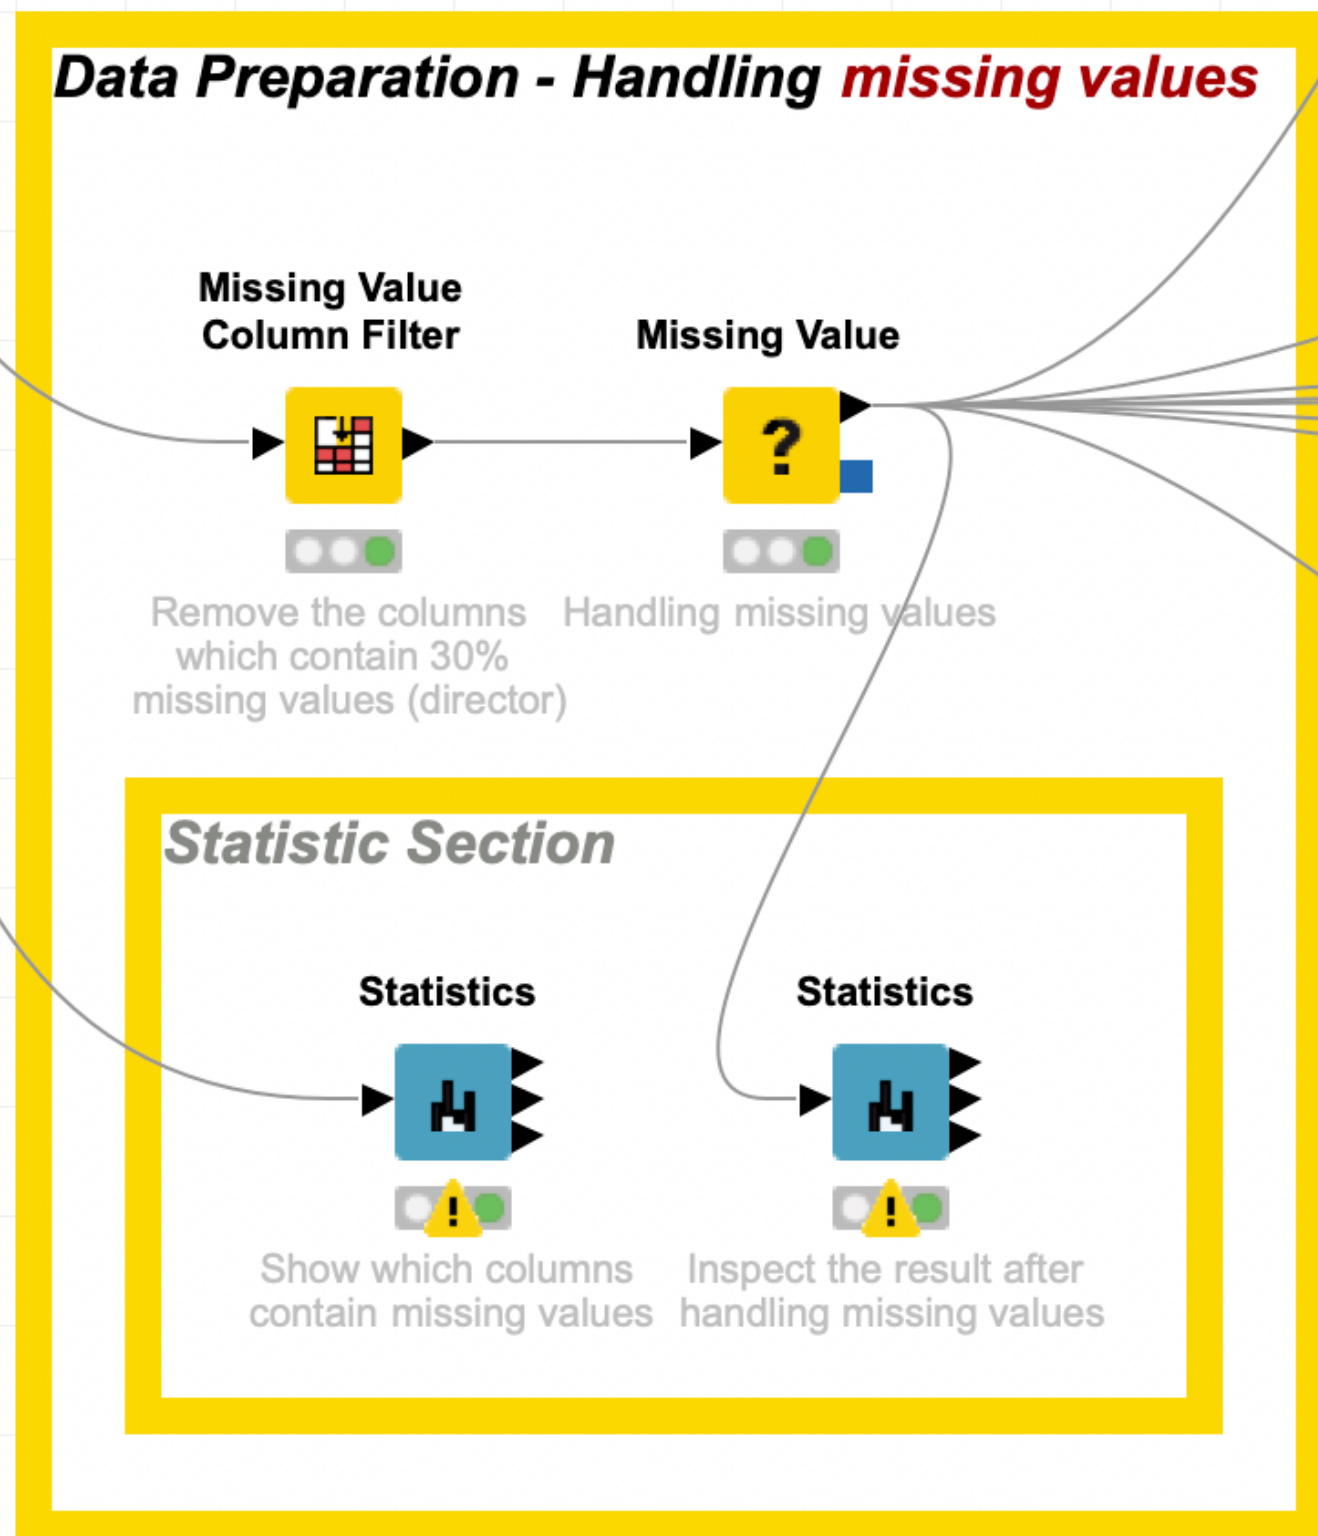 Data Preparation - Handling missing values
Missing Value
Column Filter
Missing Value
?
Remove the columns
which contain 30%
missing values (director)
Handling missing values
Statistic Section
Statistics
Statistics
!
!
Show which columns
contain missing values
Inspect the result after
handling missing values